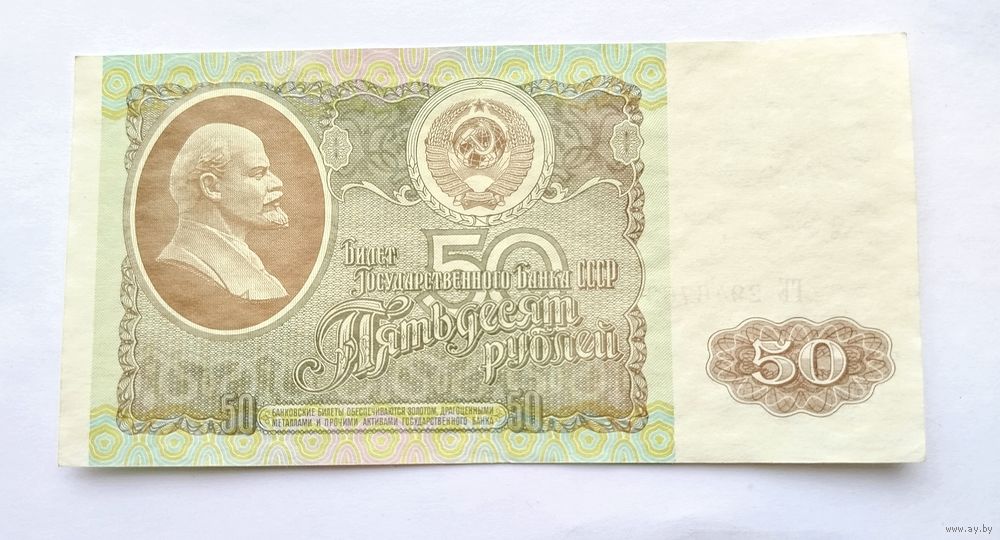 Билет
50
Государственного Банка СССР
Пятьдесят
рублей
50
50
БАНКОВСКИЕ БИЛЕТЫ ОБЕСПЕЧИВАЮТСЯ ЗОЛОТОМ, ДРАГОЦЕННЫМИ
МЕТАЛЛАМИ И ПРОЧИМИ АКТИВАМИ ГОСУДАРСТВЕННОГО БАНКА
50
www.ay.by